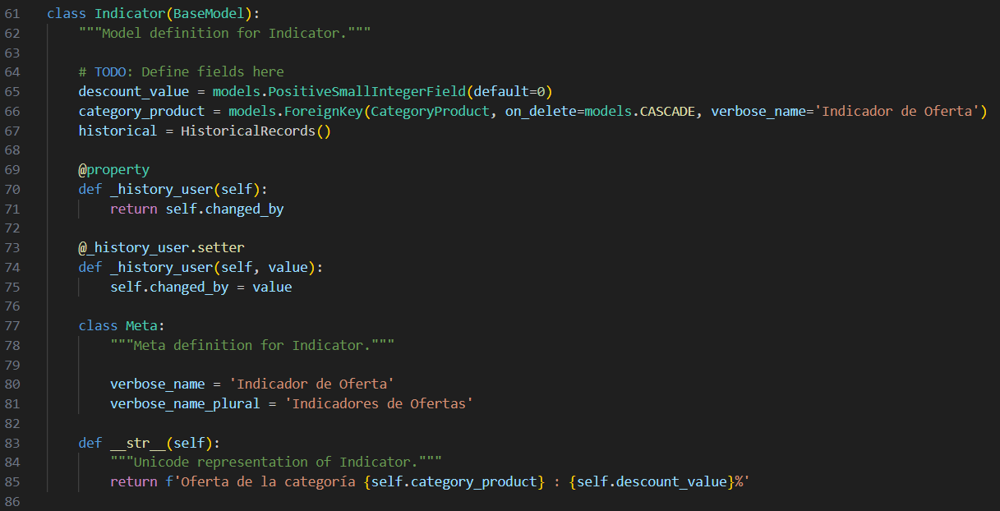 61 class Indicator(BaseModel):
62     """Model definition for Indicator."""
63
64     # TODO: Define fields here
65     descount_value = models.PositiveSmallIntegerField(default=0)
66     category_product = models.ForeignKey(CategoryProduct, on_delete=models.CASCADE, verbose_name='Indicador de Oferta')
67     historical = HistoricalRecords()
68
69     @property
70     def _history_user(self):
71         return self.changed_by
72
73     @_history_user.setter
74     def _history_user(self, value):
75         self.changed_by = value
76
77     class Meta:
78         """Meta definition for Indicator."""
79
80         verbose_name = 'Indicador de Oferta'
81         verbose_name_plural = 'Indicadores de Ofertas'
82
83     def __str__(self):
84         """Unicode representation of Indicator."""
85         return f'Oferta de la categoría {self.category_product} : {self.descount_value}%'
86